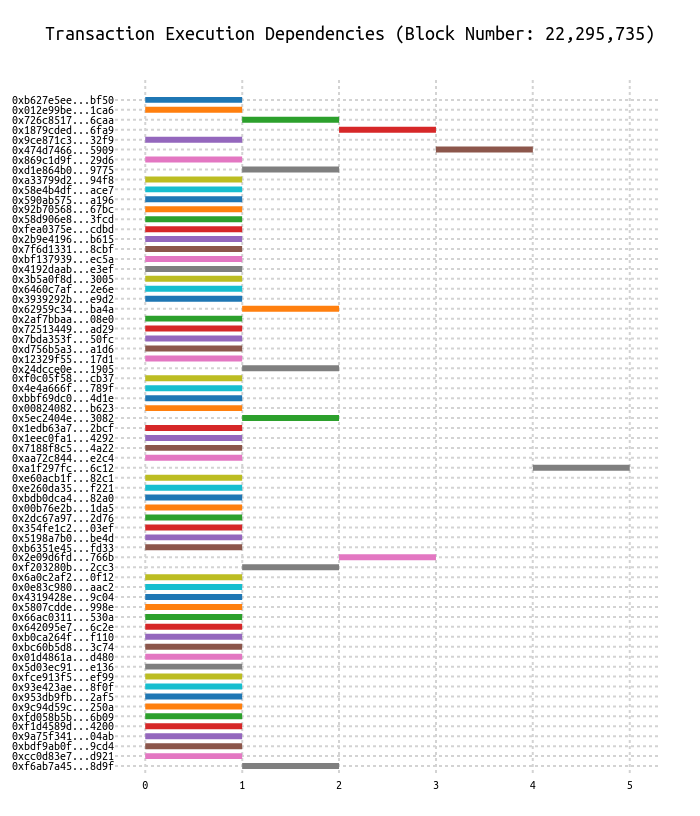 Transaction Execution Dependencies (Block Number: 22,295,735)
0xb627e5ee...bf50
0x012e99be...1ca6
0x726c8517...6caa
0x1879cded...6fa9
0x9ce871c3...32f9
0x474d7466...5909
0x869c1d9f...29d6
0xd1e864b0...9775
0xa33799d2...94f8
0x58e4b4df...ace7
0x590ab575...a196
0x92b70568...67bc
0x58d906e8...3fcd
0xfea0375e...cdbd
0x2b9e4196...b615
0x7f6d1331...8cbf
0xbf137939...ec5a
0x4192daab...e3ef
0x3b5a0f8d...3005
0x6460c7af...2e6e
0x3939292b...e9d2
0x62959c34...ba4a
0x2af7bbaa...08e0
0x72513449...ad29
0x7bda353f...50fc
0xd756b5a3...a1d6
0x12329f55...17d1
0x24dcce0e...1905
0xf0c05f58...cb37
0x4e4a666f...789f
0xbbf69dc0...4d1e
0x00824082...b623
0x5ec2404e...3082
0x1edb63a7...2bcf
0x1eec0fa1...4292
0x7188f8c5...4a22
0xaa72c844...e2c4
0xa1f297fc...6c12
0xe60acb1f...82c1
0xe260da35...f221
0xbdb0dca4...82a0
0x00b76e2b...1da5
0x2dc67a97...2d76
0x354fe1c2...03ef
0x5198a7b0...be4d
0xb6351e45...fd33
0x2e09d6fd...766b
0xf203280b...2cc3
0x6a0c2af2...0f12
0x0e83c980...aac2
0x4319428e...9c04
0x5807cdde...998e
0x66ac0311...530a
0x642095e7...6c2e
0xb0ca264f...f110
0xbc60b5d8...3c74
0x01d4861a...d480
0x5d03ec91...e136
0xfce913f5...ef99
0x93e423ae...8f0f
0x953db9fb...2af5
0x9c94d59c...250a
0xfd058b5b...6b09
0xf1d4589d...4200
0x9a75f341...04ab
0xbdf9ab0f...9cd4
0xcc0d83e7...d921
0xf6ab7a45...8d9f
0 1 2 3 4 5